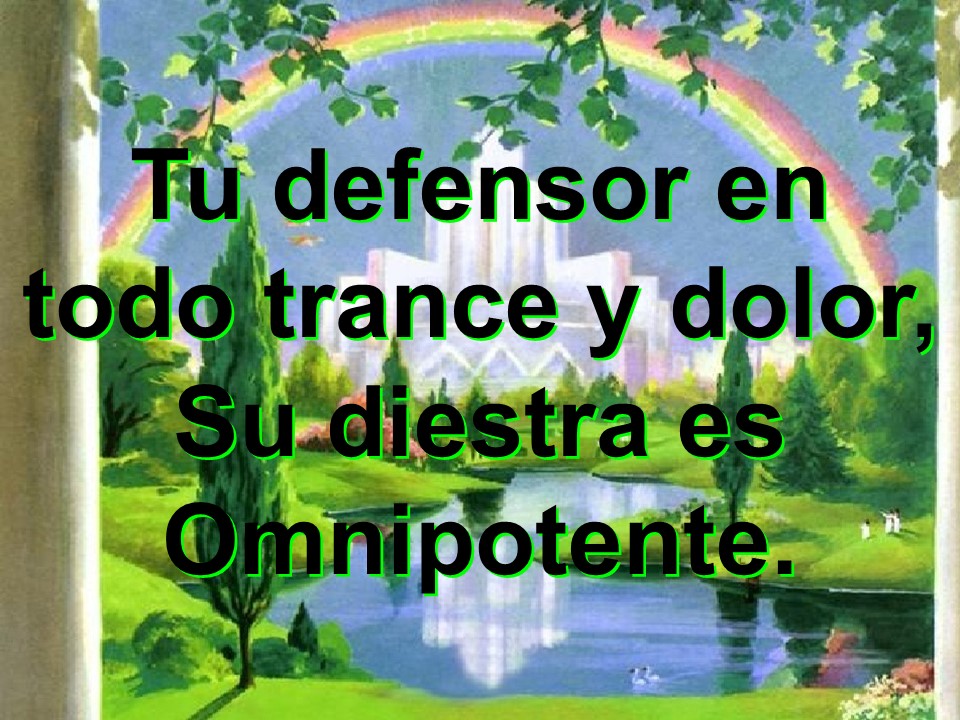 Tu defensor en
todo trance y dolor,
Su diestra es
Omnipotente.